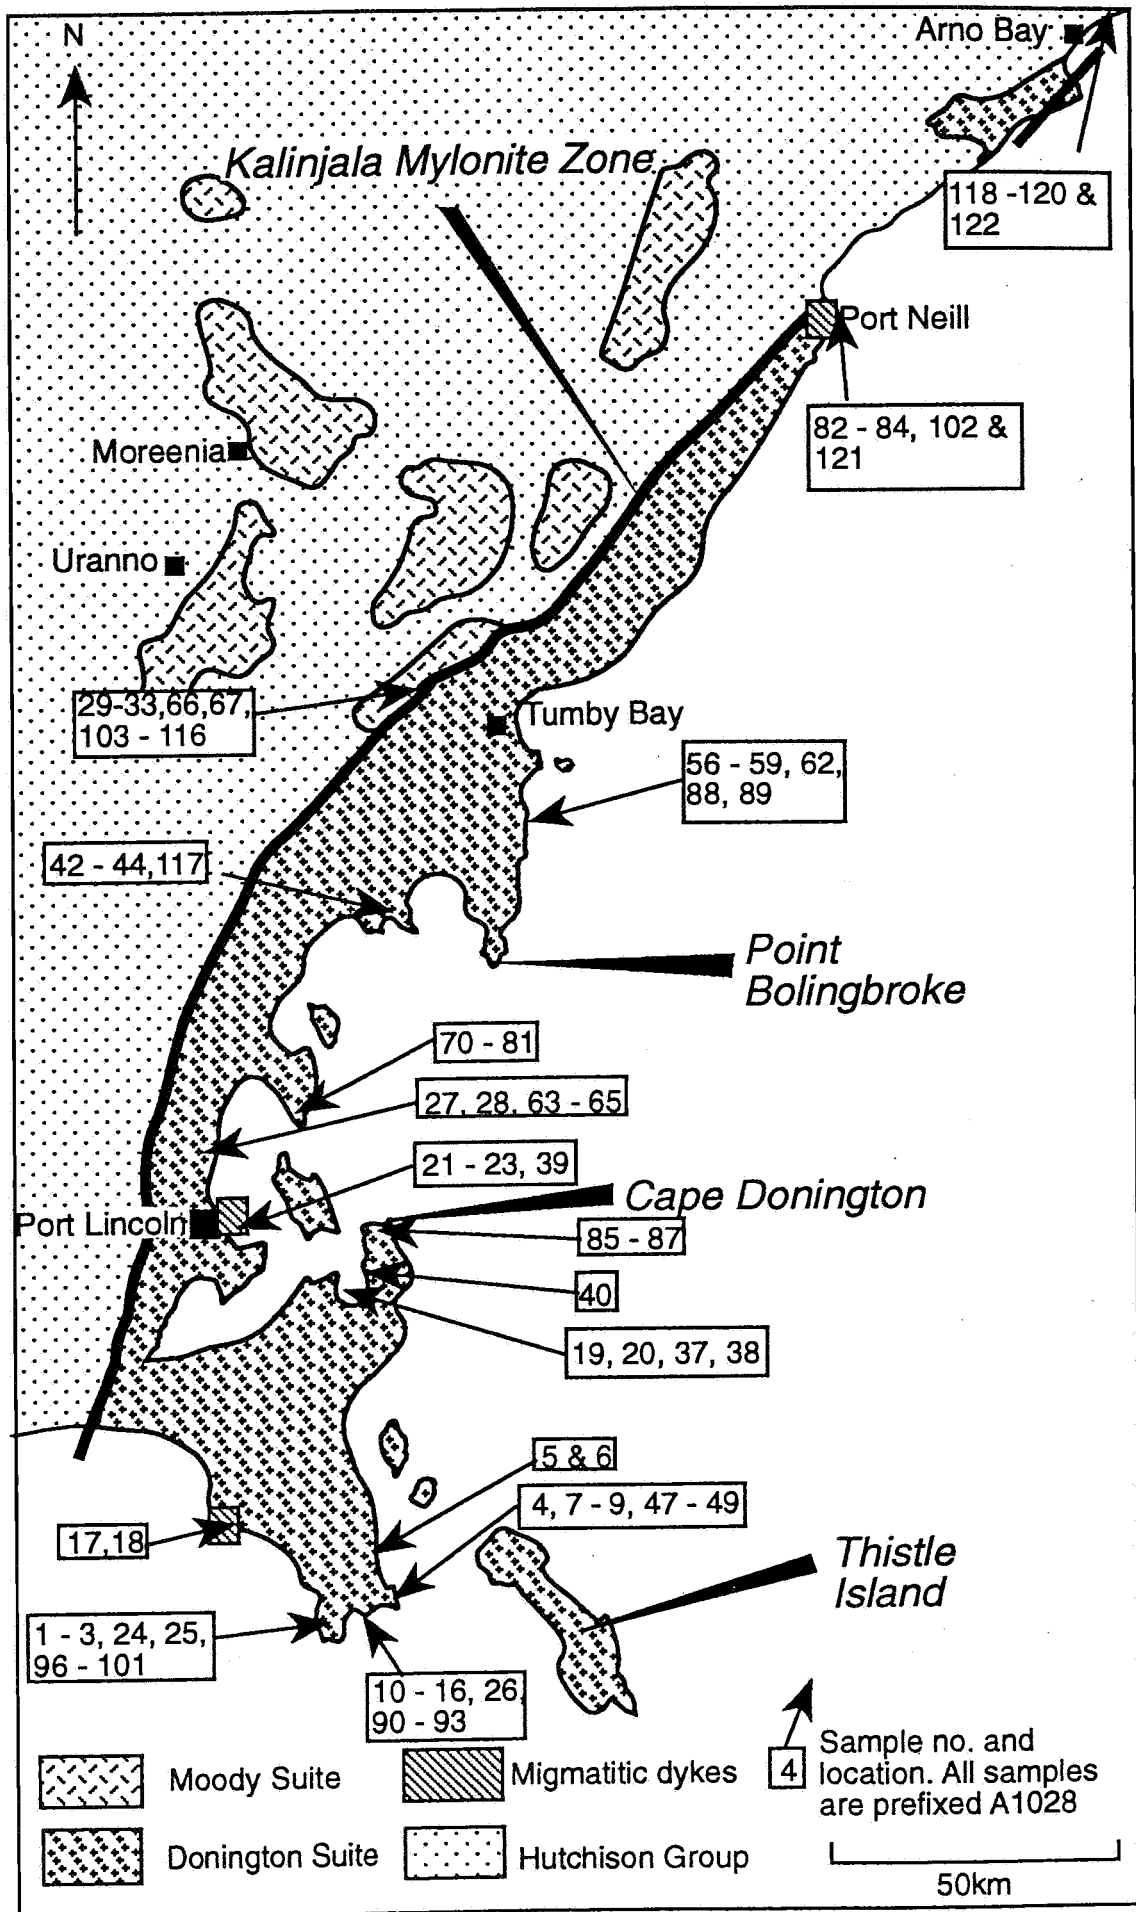 N
Arno Bay
Kalinjala Mylonite Zone
118 -120 &
122
Port Neill
82 - 84, 102 &
121
Moreenia
Uranno
29-33,66,67,
103 - 116
Tumby Bay
56 - 59, 62,
88, 89
42 - 44,117
Point
Bolingbroke
70 - 81
27, 28, 63 - 65
21 - 23, 39
Cape Donington
Port Lincoln
85 - 87
40
19, 20, 37, 38
5 & 6
4, 7 - 9, 47 - 49
17,18
Thistle
Island
1 - 3, 24, 25,
96 - 101
10 - 16, 26,
90 - 93
Moody Suite
Migmatitic dykes
4
Sample no. and
location. All samples
are prefixed A1028
Donington Suite
Hutchison Group
50km